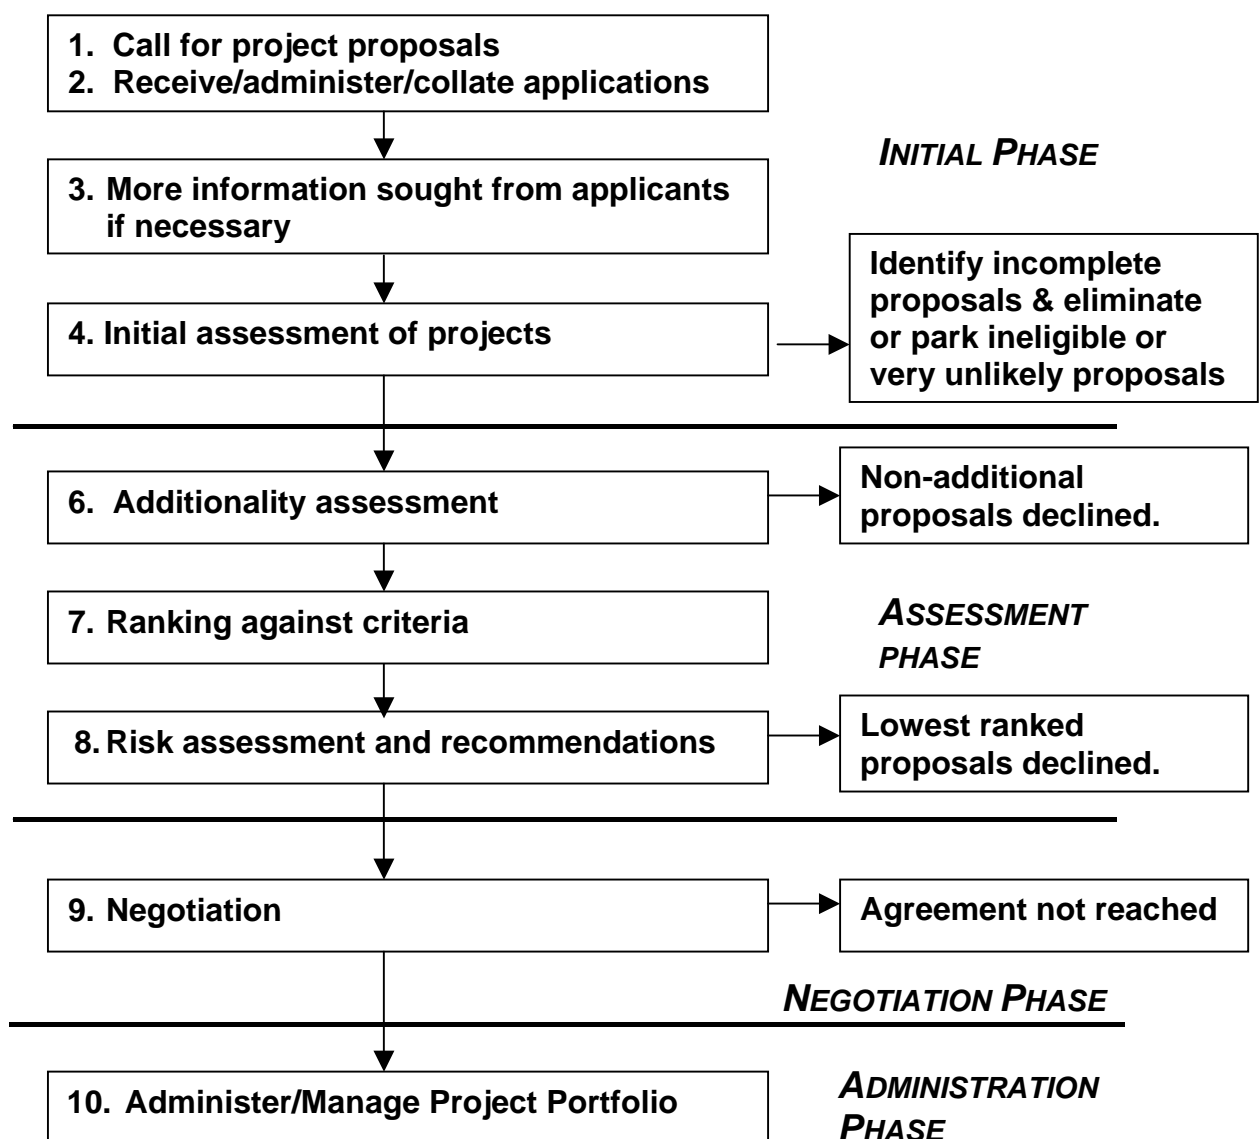 1. Call for project proposals
2. Receive/administer/collate applications
INITIAL PHASE
3. More information sought from applicants
if necessary
4. Initial assessment of projects
Identify incomplete
proposals & eliminate
or park ineligible or
very unlikely proposals
6. Additionality assessment
Non-additional
proposals declined.
7. Ranking against criteria
ASSESSMENT
PHASE
8. Risk assessment and recommendations
Lowest ranked
proposals declined.
9. Negotiation
Agreement not reached
NEGOTIATION PHASE
10. Administer/Manage Project Portfolio
ADMINISTRATION
PHASE